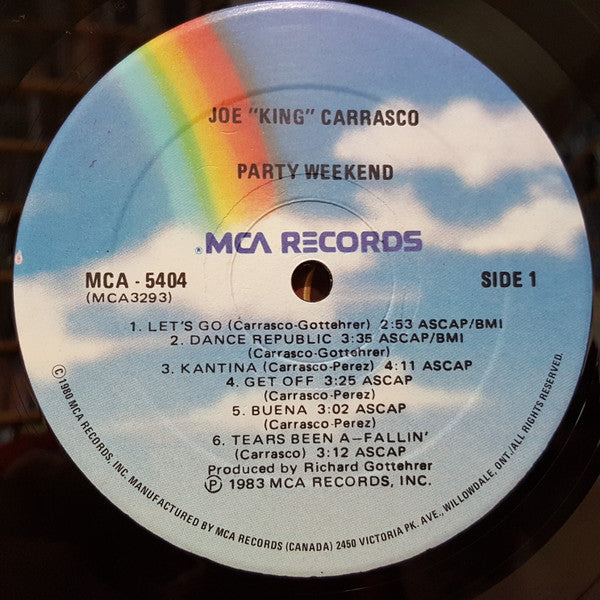 JOE "KING" CARRASCO
PARTY WEEKEND
®MCA RECORDS
MCA - 5404
(MCA3293)
SIDE 1
1. LET'S GO (Carrasco-Gottehrer) 2:53 ASCAP/BMI
2. DANCE REPUBLIC 3:35 ASCAP/BMI
(Carrasco-Gottehrer)
3. KANTINA (Carrasco-Perez) 4:11 ASCAP
4. GET OFF 3:25 ASCAP
(Carrasco-Perez)
5. BUENA 3:02 ASCAP
(Carrasco-Perez)
6. TEARS BEEN A-FALLIN'
(Carrasco) 3:12 ASCAP
Produced by Richard Gottehrer
℗ 1983 MCA RECORDS, INC.
©1980 MCA RECORDS, INC. MANUFACTURED BY MCA RECORDS (CANADA) 2450 VICTORIA PK. AVE., WILLOWDALE, ONT./ALL RIGHTS RESERVED.